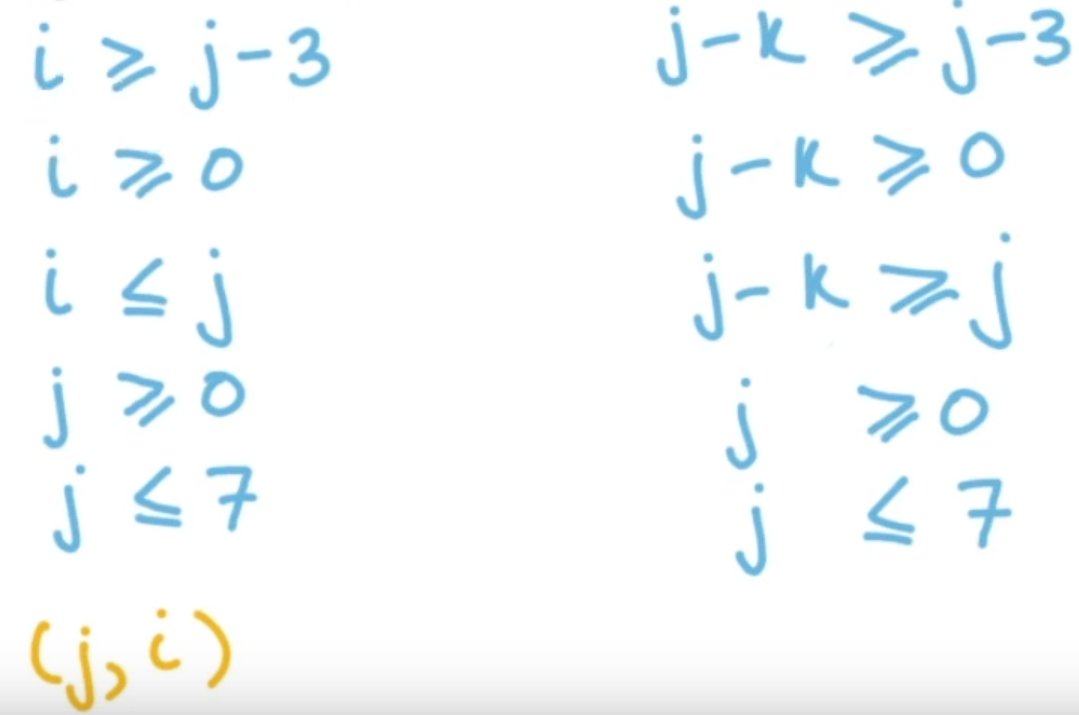 i ⩾ j-3
i ⩾ 0
i ≤ j
j ⩾ 0
j ≤ 7
(j, i)
j-k ⩾ j-3
j-k ⩾ 0
j-k ⩾ j
j ⩾ 0
j ≤ 7